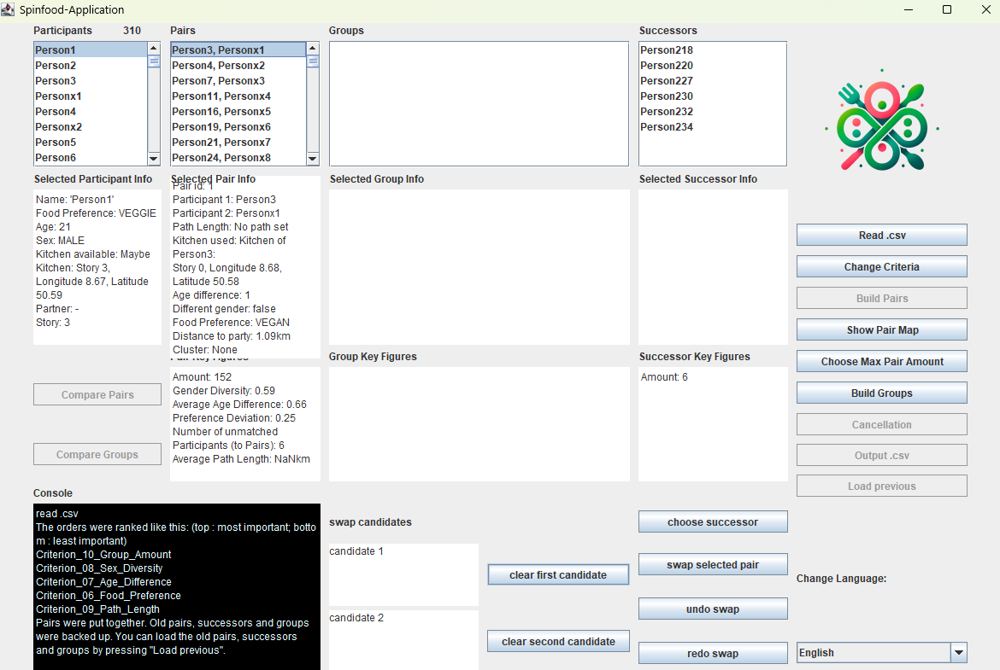 Spinfood-Application
Participants 310
Pairs
Groups
Successors
Person1
Person2
Person3
Personx1
Person4
Personx2
Person5
Person6
Person3, Personx1
Person4, Personx2
Person7, Personx3
Person11, Personx4
Person16, Personx5
Person19, Personx6
Person21, Personx7
Person24, Personx8
Person218
Person220
Person227
Person230
Person232
Person234
Selected Participant Info
Name: 'Person1'
Food Preference: VEGGIE
Age: 21
Sex: MALE
Kitchen available: Maybe
Kitchen: Story 3,
Longitude 8.67, Latitude
50.59
Partner: -
Story: 3
Selected Pair Info
Pair id: 1
Participant 1: Person3
Participant 2: Personx1
Path Length: No path set
Kitchen used: Kitchen of
Person3:
Story 0, Longitude 8.68,
Latitude 50.58
Age difference: 1
Different gender: false
Food Preference: VEGAN
Distance to party: 1.09km
Cluster: None
Selected Group Info
Selected Successor Info
Pair Key Figures
Amount: 152
Gender Diversity: 0.59
Average Age Difference: 0.66
Preference Deviation: 0.25
Number of unmatched
Participants (to Pairs): 6
Average Path Length: NaNkm
Group Key Figures
Successor Key Figures
Amount: 6
Compare Pairs
Compare Groups
Read .csv
Change Criteria
Build Pairs
Show Pair Map
Choose Max Pair Amount
Build Groups
Cancellation
Output .csv
Load previous
Console
read .csv
The orders were ranked like this: (top : most important; botto
m : least important)
Criterion_10_Group_Amount
Criterion_08_Sex_Diversity
Criterion_07_Age_Difference
Criterion_06_Food_Preference
Criterion_09_Path_Length
Pairs were put together. Old pairs, successors and groups
were backed up. You can load the old pairs, successors
and groups by pressing "Load previous".
swap candidates
candidate 1
candidate 2
clear first candidate
clear second candidate
choose successor
swap selected pair
undo swap
redo swap
Change Language:
English